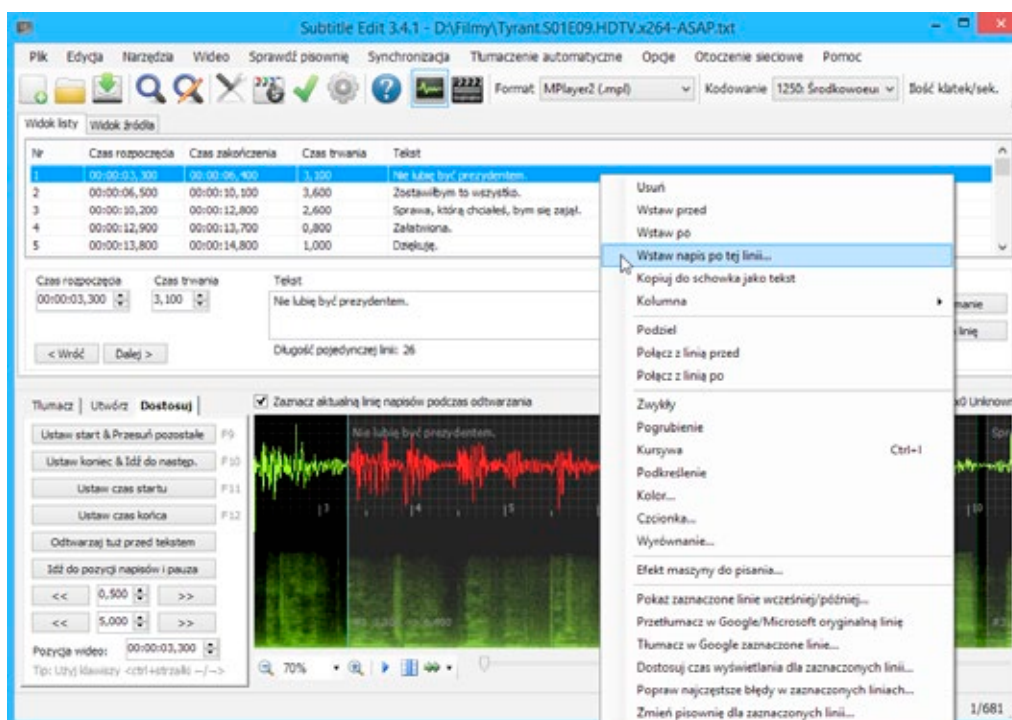 Subtitle Edit 3.4.1 - D:\Filmy\Tyrant.S01E09.HDTV.x264-ASAP.txt
Plik Edycja Narzędzia Wideo Sprawdź pisownię Synchronizacja Tłumaczenie automatyczne Opcje Otoczenie sieciowe Pomoc
Format MPlayer2 (.mpl) Kodowanie 1250: Środkowoeu Ilość klatek/sek.
Widok listy Widok źródła
Nr Czas rozpoczęcia Czas zakończenia Czas trwania Tekst
1 00:00:03,300 00:00:06,400 3,100 Nie lubię być prezydentem.
2 00:00:06,500 00:00:10,100 3,600 Zostawiłbym to wszystko.
3 00:00:10,200 00:00:12,800 2,600 Sprawa, którą chciałeś, bym się zajął.
4 00:00:12,900 00:00:13,700 0,800 Załatwiona.
5 00:00:13,800 00:00:14,800 1,000 Dziękuję.
Czas rozpoczęcia Czas trwania Tekst
00:00:03,300 3,100 Nie lubię być prezydentem.
< Wróć Dalej > Długość pojedynczej linii: 26
manie
linię
Tłumacz Utwórz Dostosuj
Zaznacz aktualną linię napisów podczas odtwarzania
x0 Unknown
Ustaw start & Przesuń pozostałe F9
Ustaw koniec & Idź do następ. F10
Ustaw czas startu F11
Ustaw czas końca F12
Odtwarzaj tuż przed tekstem
Idź do pozycji napisów i pauza
<< 0,500 >>
<< 5,000 >>
Pozycja wideo: 00:00:03,300
Tip: Użyj klawiszy <ctrl+strzałki -/-->
Nie lubię być prezydentem.
Spr
3 4 5 10
70%
Usuń
Wstaw przed
Wstaw po
Wstaw napis po tej linii...
Kopiuj do schowka jako tekst
Kolumna
Podziel
Połącz z linią przed
Połącz z linią po
Zwykły
Pogrubienie
Kursywa Ctrl+I
Podkreślenie
Kolor...
Czcionka...
Wyrównanie...
Efekt maszyny do pisania...
Pokaż zaznaczone linie wcześniej/później...
Przetłumacz w Google/Microsoft oryginalną linię
Tłumacz w Google zaznaczone linie...
Dostosuj czas wyświetlania dla zaznaczonych linii...
Popraw najczęstsze błędy w zaznaczonych liniach...
Zmień pisownię dla zaznaczonych linii...
1/681